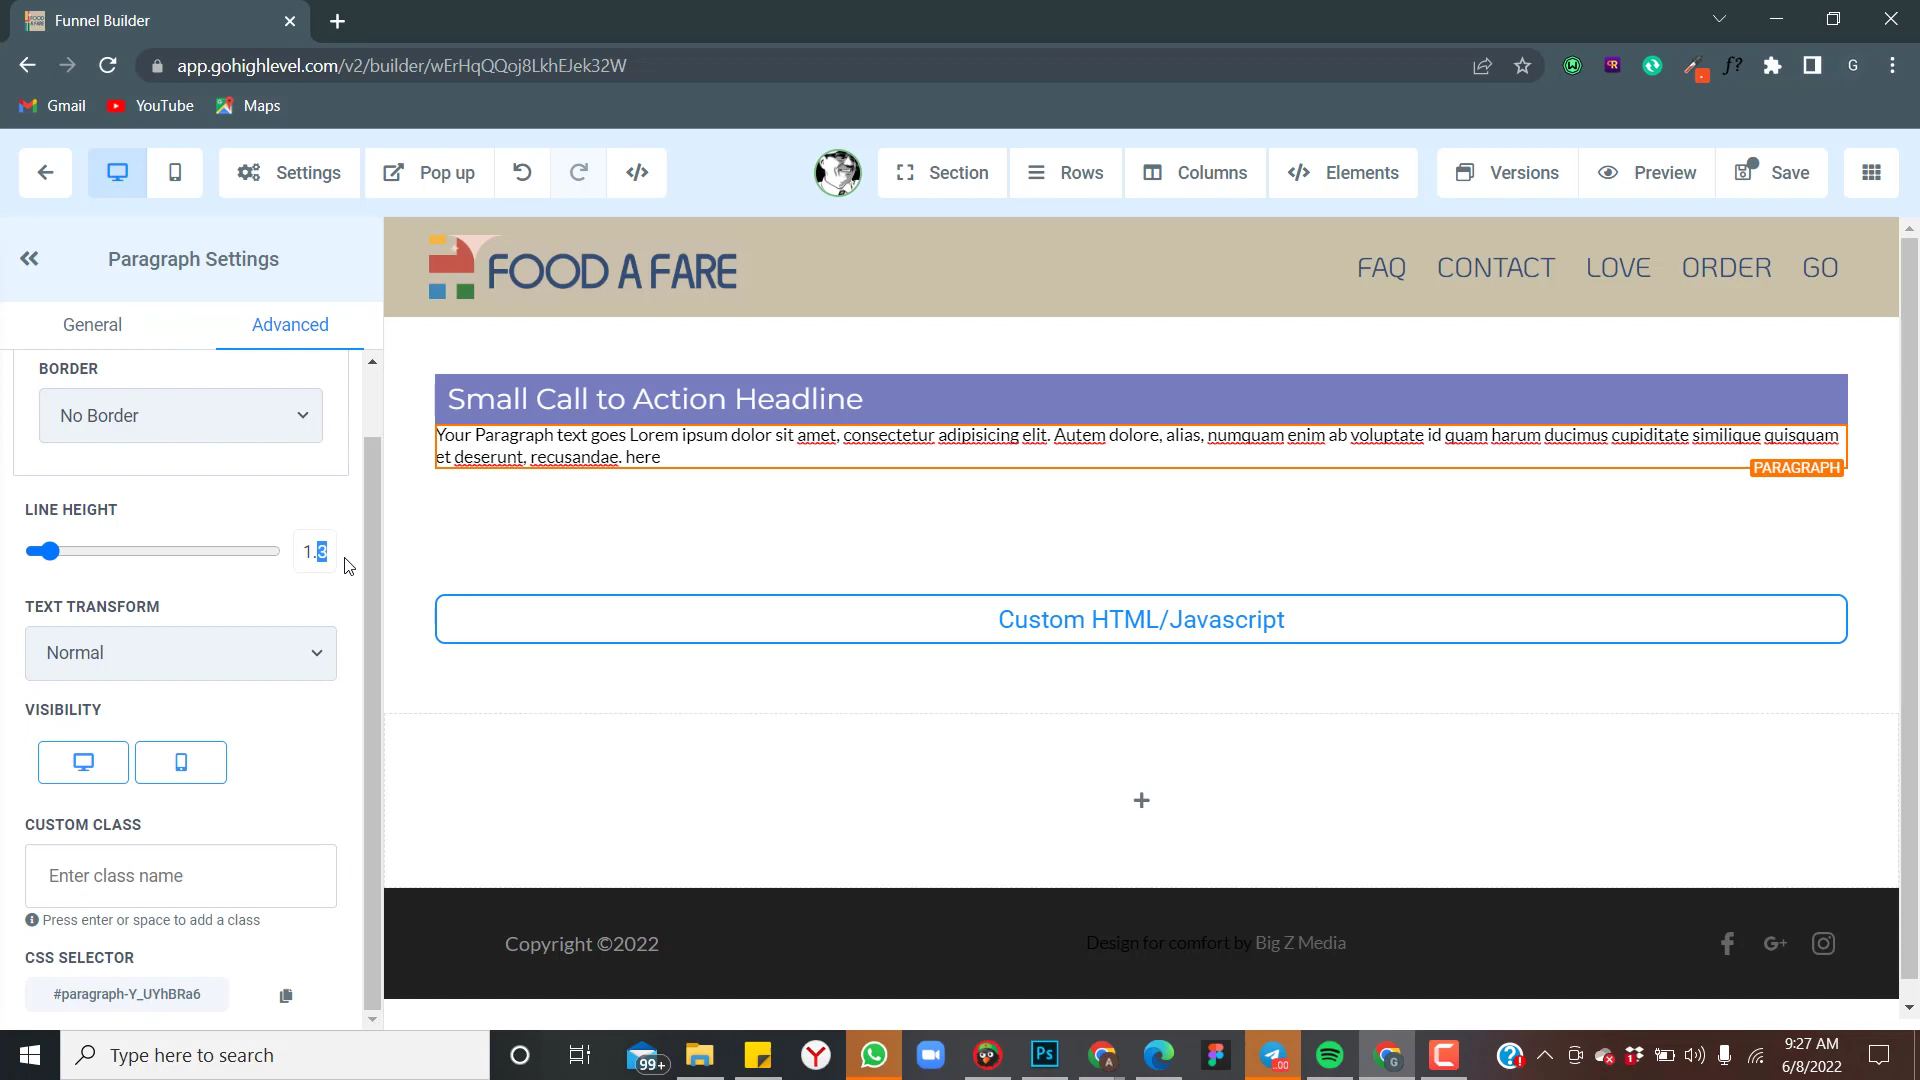 Funnel Builder
app.gohighlevel.com/v2/builder/wErHqQQoj8LkhEJek32W
G
Gmail YouTube Maps
Settings Pop up Section Rows Columns Elements Versions Preview Save
Paragraph Settings
General Advanced
BORDER
No Border
LINE HEIGHT
1.3
TEXT TRANSFORM
Normal
VISIBILITY
CUSTOM CLASS
Enter class name
Press enter or space to add a class
CSS SELECTOR
#paragraph-Y_UYhBRa6
FOOD A FARE
FAQ CONTACT LOVE ORDER GO
Small Call to Action Headline
Your Paragraph text goes Lorem ipsum dolor sit amet, consectetur adipisicing elit. Autem dolore, alias, numquam enim ab voluptate id quam harum ducimus cupiditate similique quisquam
et deserunt, recusandae. here
PARAGRAPH
Custom HTML/Javascript
+
Copyright ©2022 Design for comfort by Big Z Media
Type here to search
99+
Ps
9:27 AM
6/8/2022